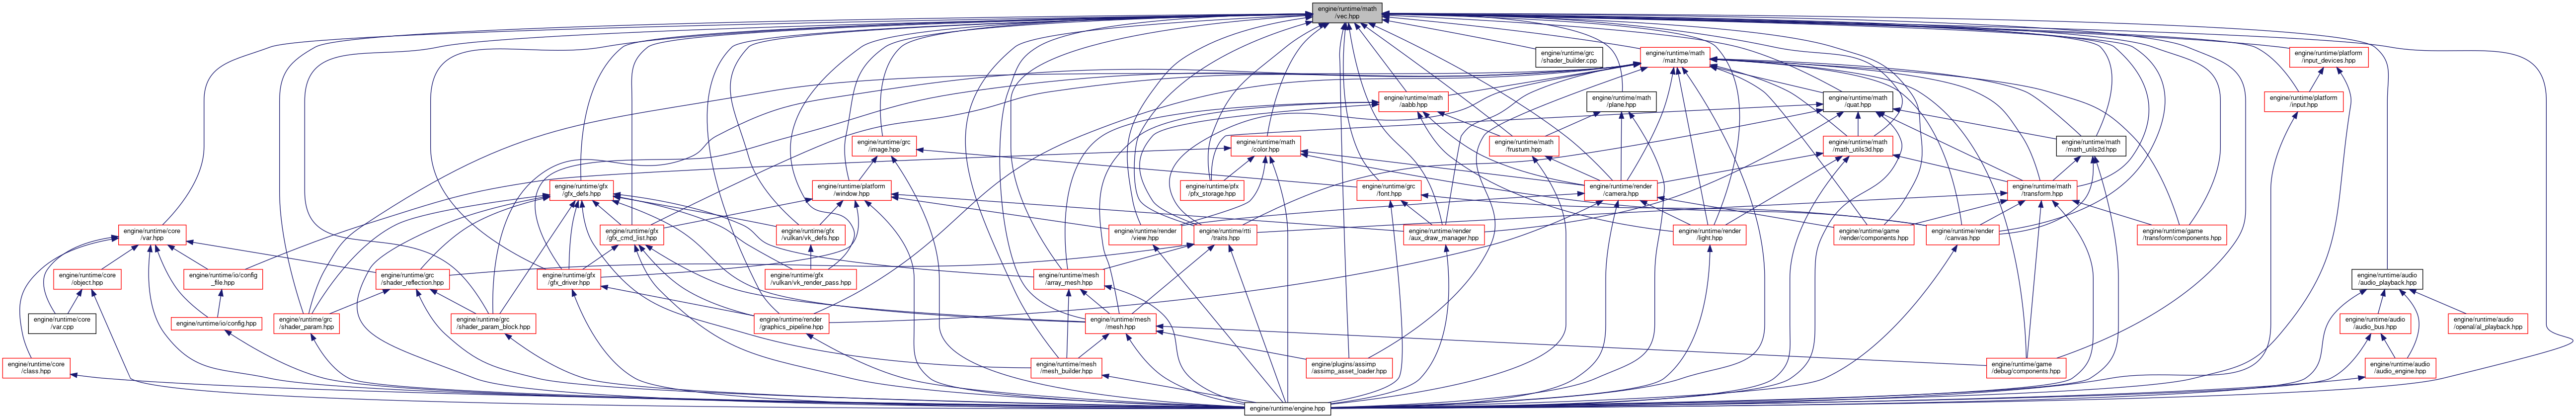 engine/runtime/math
/vec.hpp
engine/runtime/grc
/shader_builder.cpp
engine/runtime/math
/mat.hpp
engine/runtime/platform
/input_devices.hpp
engine/runtime/math
/aabb.hpp
engine/runtime/math
/plane.hpp
engine/runtime/math
/quat.hpp
engine/runtime/platform
/input.hpp
engine/runtime/grc
/image.hpp
engine/runtime/math
/color.hpp
engine/runtime/math
/frustum.hpp
engine/runtime/math
/math_utils3d.hpp
engine/runtime/math
/math_utils2d.hpp
engine/runtime/gfx
/gfx_defs.hpp
engine/runtime/platform
/window.hpp
engine/runtime/pfx
/pfx_storage.hpp
engine/runtime/grc
/font.hpp
engine/runtime/render
/camera.hpp
engine/runtime/math
/transform.hpp
engine/runtime/core
/var.hpp
engine/runtime/gfx
/gfx_cmd_list.hpp
engine/runtime/gfx
/vulkan/vk_defs.hpp
engine/runtime/render
/view.hpp
engine/runtime/rtti
/traits.hpp
engine/runtime/render
/aux_draw_manager.hpp
engine/runtime/render
/light.hpp
engine/runtime/game
/render/components.hpp
engine/runtime/render
/canvas.hpp
engine/runtime/game
/transform/components.hpp
engine/runtime/core
/object.hpp
engine/runtime/io/config
_file.hpp
engine/runtime/grc
/shader_reflection.hpp
engine/runtime/gfx
/gfx_driver.hpp
engine/runtime/gfx
/vulkan/vk_render_pass.hpp
engine/runtime/mesh
/array_mesh.hpp
engine/runtime/audio
/audio_playback.hpp
engine/runtime/core
/var.cpp
engine/runtime/io/config.hpp
engine/runtime/grc
/shader_param.hpp
engine/runtime/grc
/shader_param_block.hpp
engine/runtime/render
/graphics_pipeline.hpp
engine/runtime/mesh
/mesh.hpp
engine/runtime/audio
/audio_bus.hpp
engine/runtime/audio
/openal/al_playback.hpp
engine/runtime/core
/class.hpp
engine/runtime/mesh
/mesh_builder.hpp
engine/plugins/assimp
/assimp_asset_loader.hpp
engine/runtime/game
/debug/components.hpp
engine/runtime/audio
/audio_engine.hpp
engine/runtime/engine.hpp